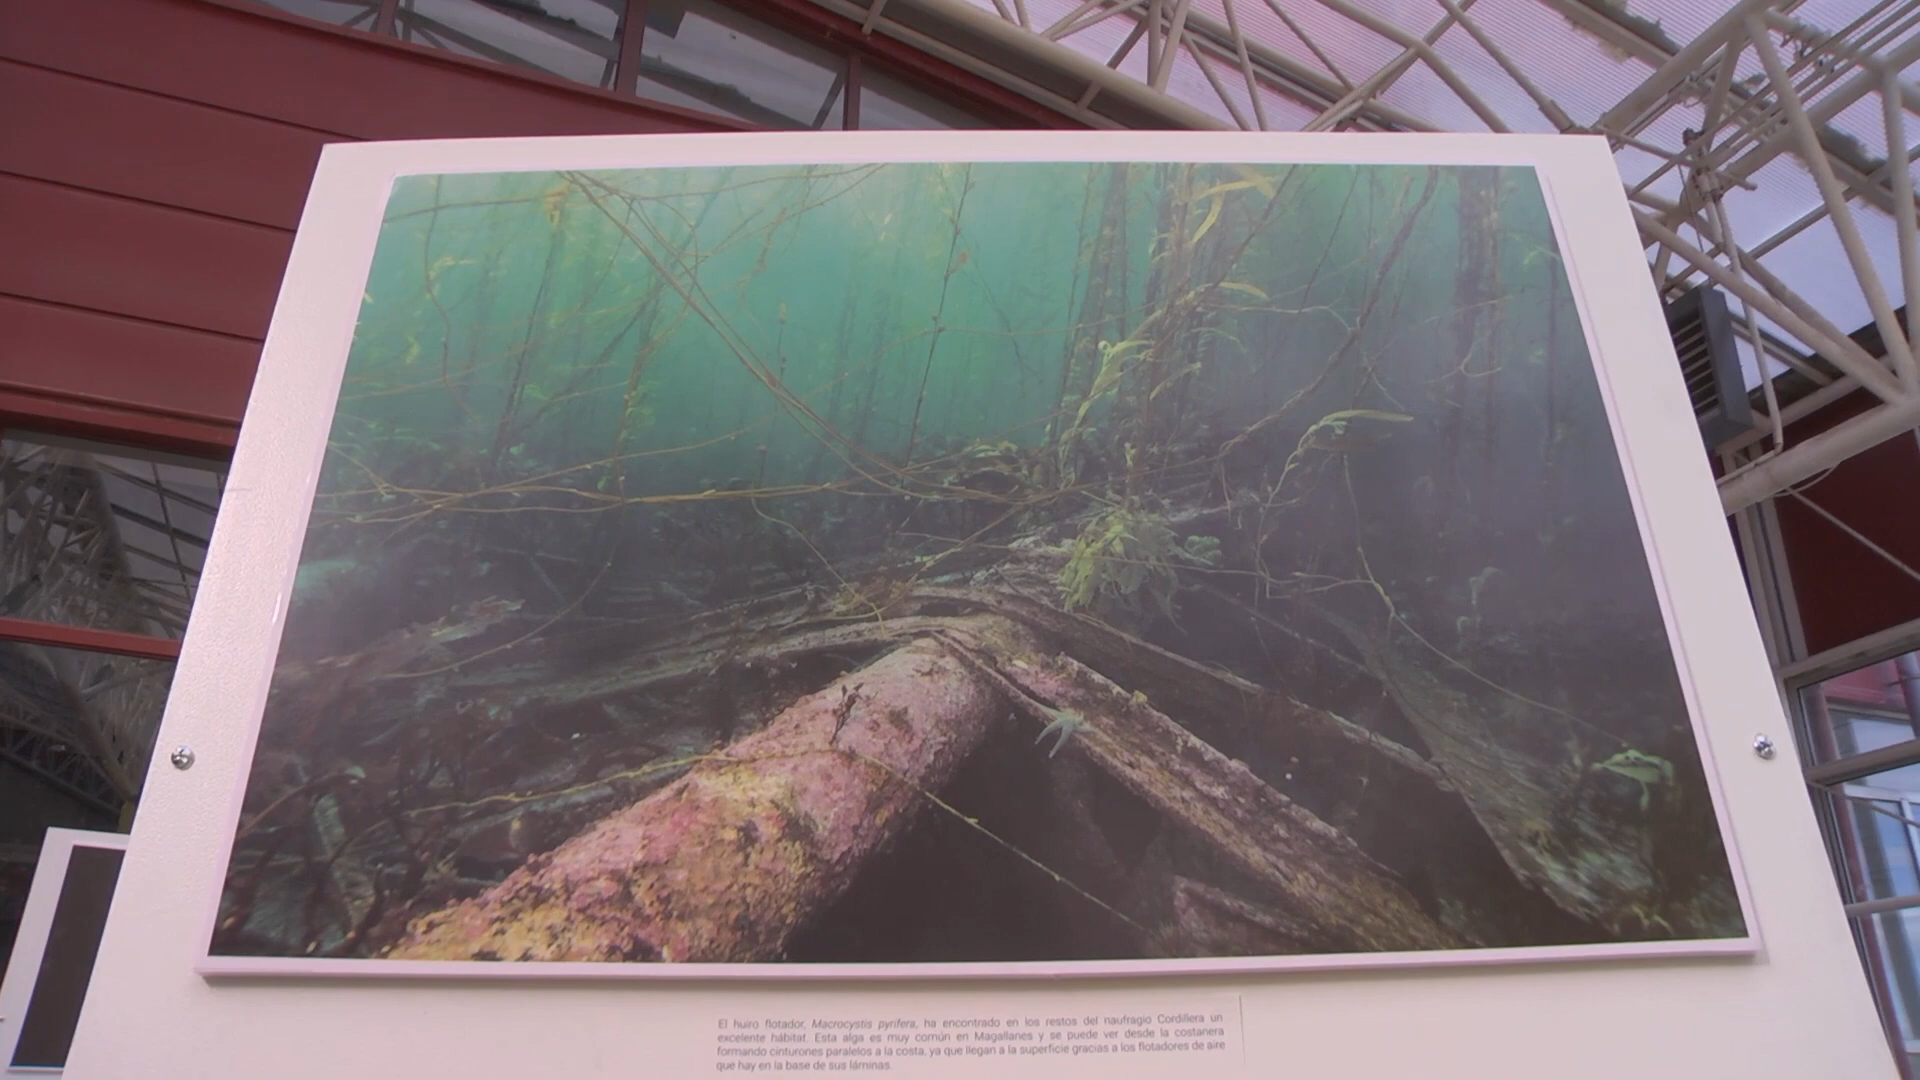 El huiro flotador, Macrocystis pyrifera, ha encontrado en los restos del naufragio Cordillera un
excelente hábitat. Esta alga es muy común en Magallanes y se puede ver desde la costanera
formando cinturones paralelos a la costa, ya que llegan a la superficie gracias a los flotadores de aire
que hay en la base de sus láminas.